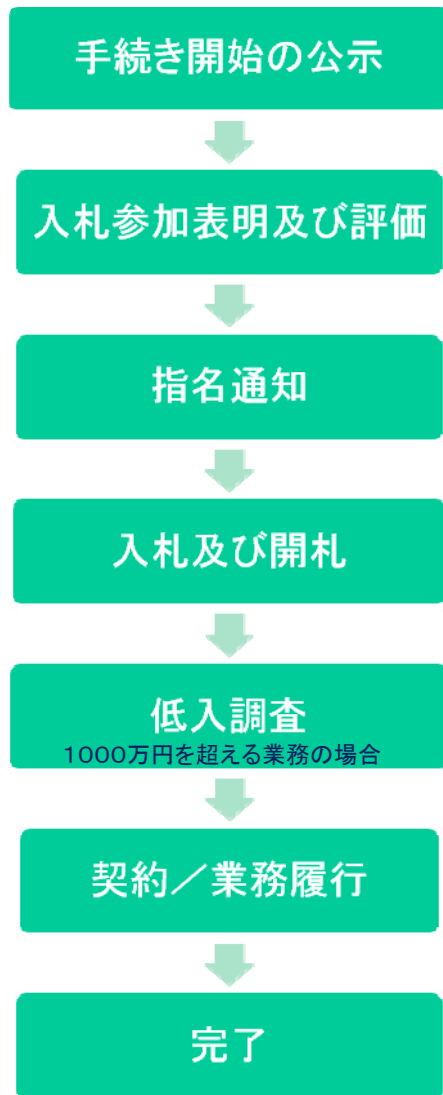 手続き開始の公示
入札参加表明及び評価
指名通知
入札及び開札
低入調査
1000万円を超える業務の場合
契約／業務履行
完了